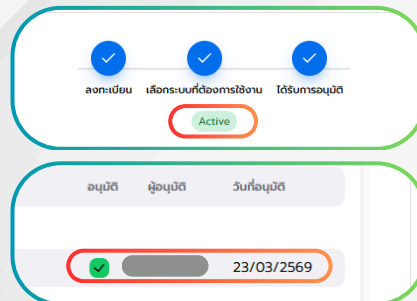 ลงทะเบียน เลือกระบบที่ต้องการใช้งาน ได้รับการอนุมัติ
Active
อนุมัติ ผู้อนุมัติ วันที่อนุมัติ
23/03/2569